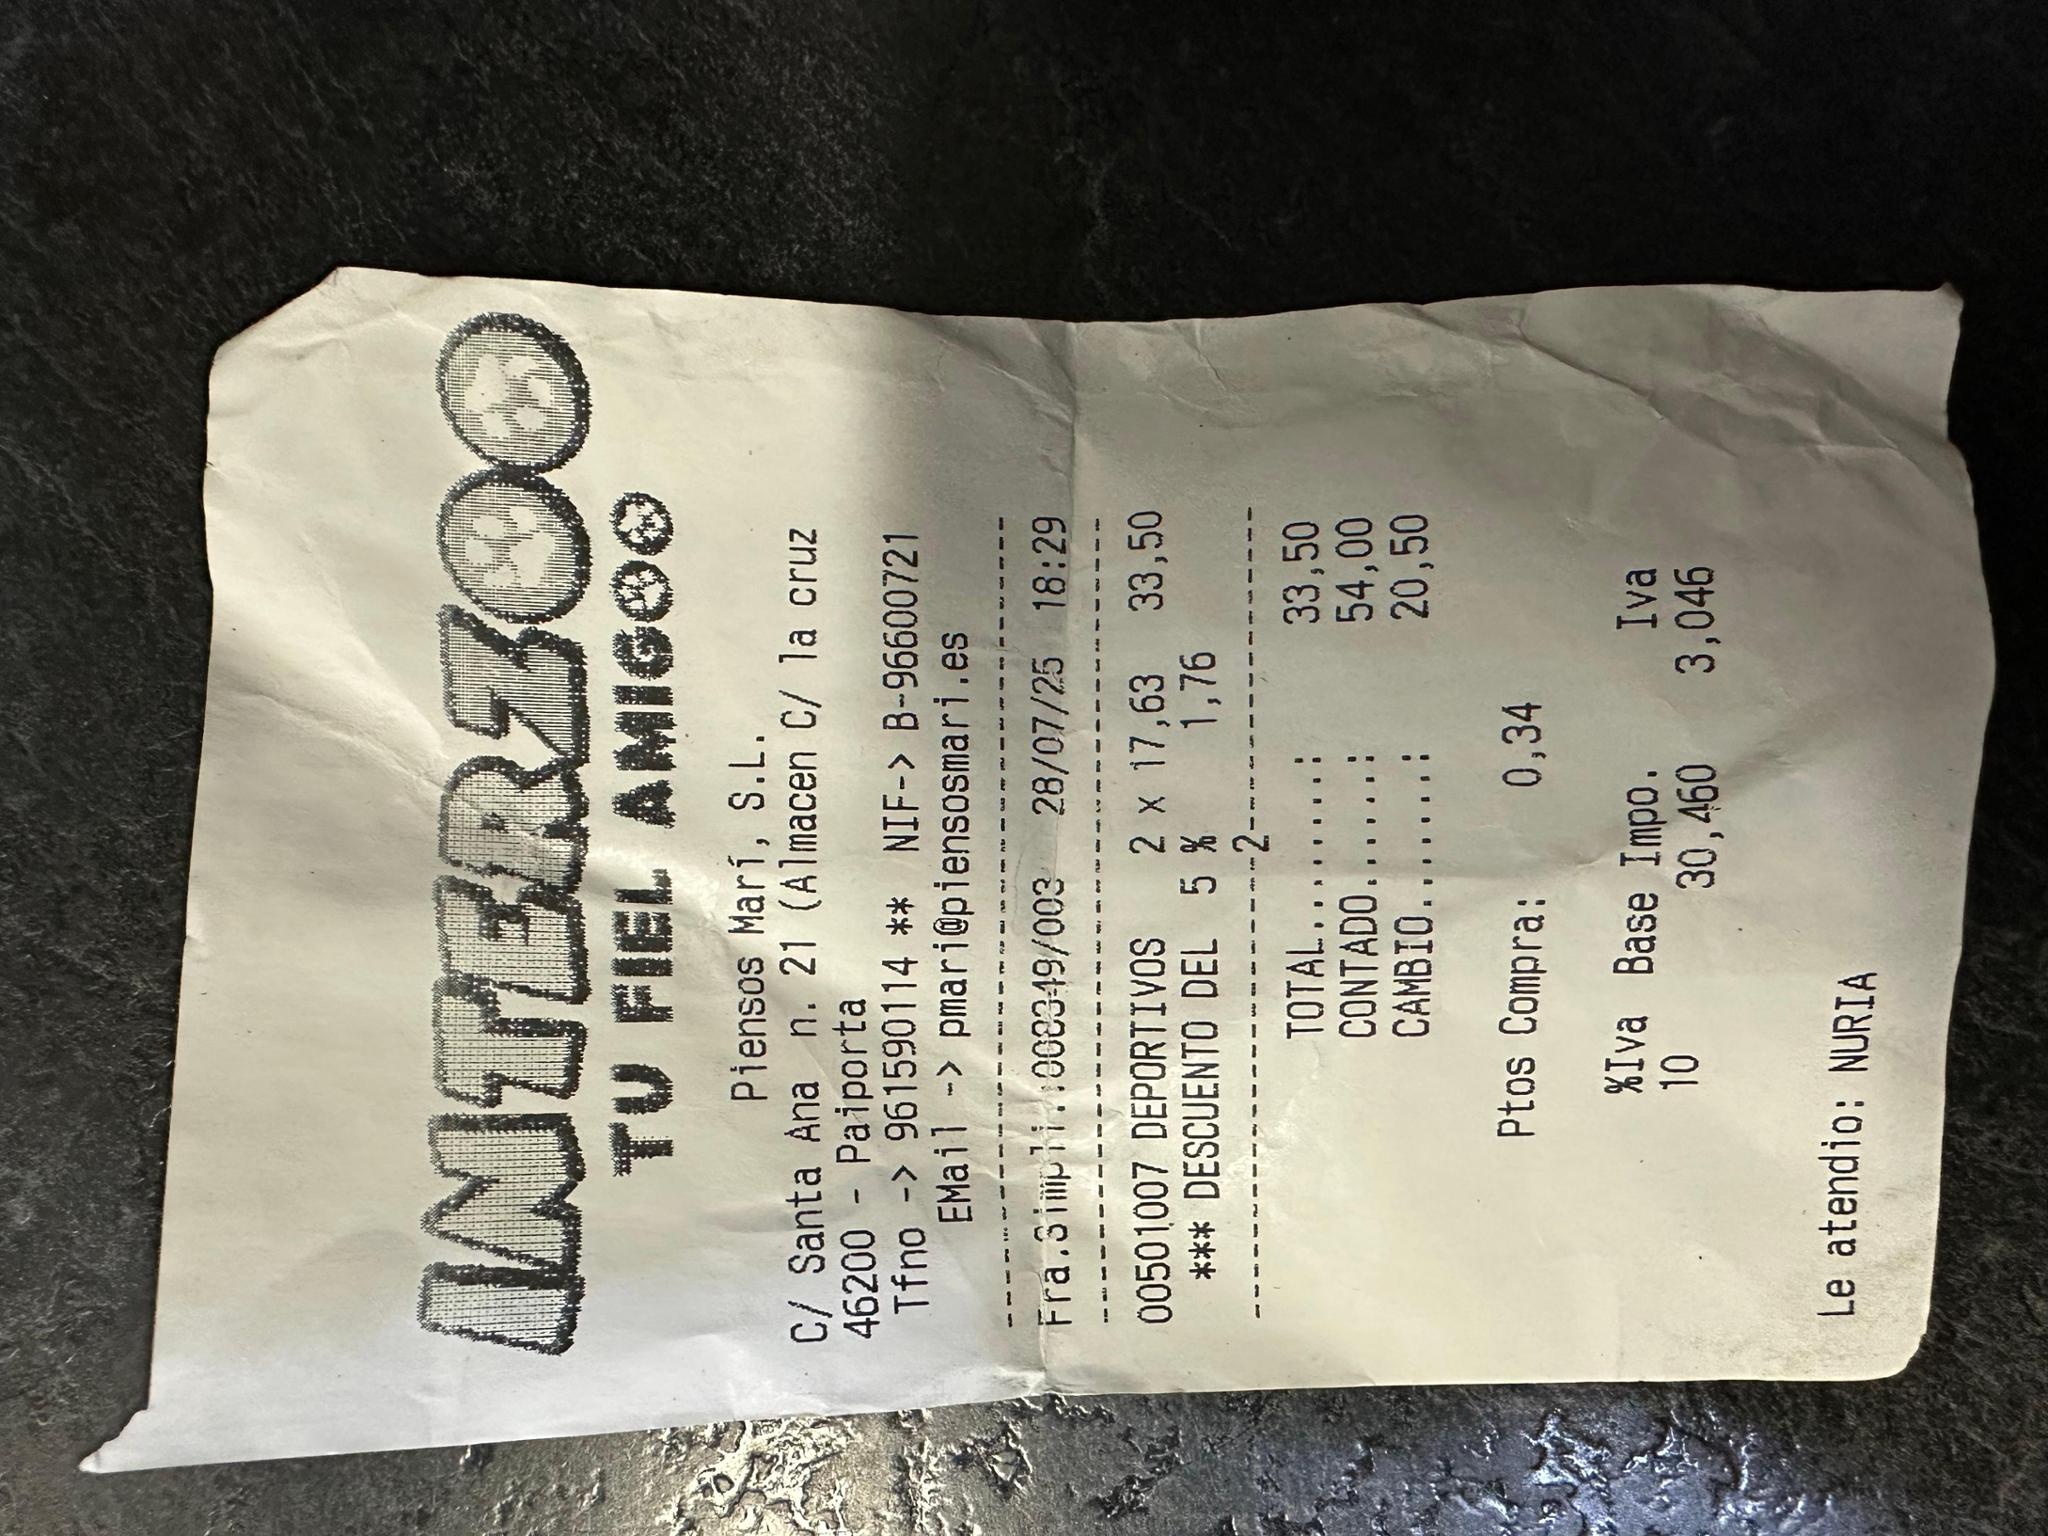 INTERZOO
TU FIEL AMIGOO
Piensos Marí, S.L.
C/ Santa Ana n. 21 (Almacen C/ la cruz
46200 - Paiporta
Tfno -> 961590114 ** NIF-> B-96600721
EMail -> pmari@piensosmari.es
Fra.Simpli.: 28/07/25 18:29
00501007 DEPORTIVOS 2 x 17,63 33,50
*** DESCUENTO DEL 5 % 1,76
2
TOTAL.........: 33,50
CONTADO.......: 54,00
CAMBIO........: 20,50
Ptos Compra: 0,34
%Iva Base Impo. Iva
10 30,460 3,046
Le atendio: NURIA